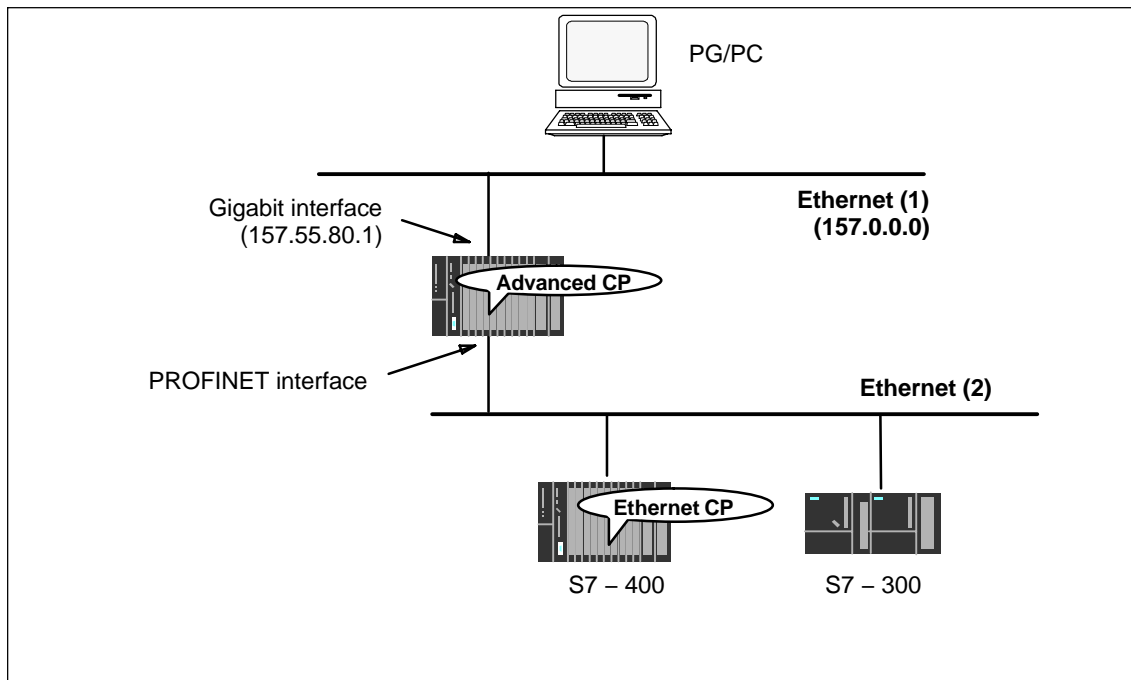 PG/PC
Ethernet (1)
(157.0.0.0)
Gigabit interface
(157.55.80.1)
Advanced CP
PROFINET interface
Ethernet (2)
Ethernet CP
S7 – 400
S7 – 300